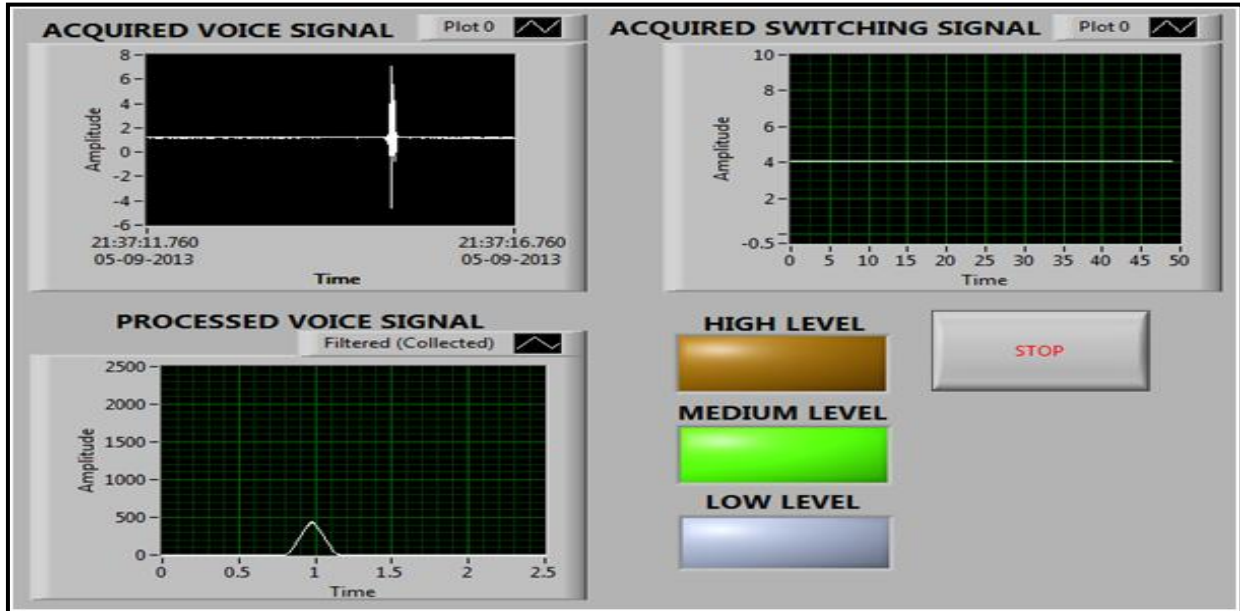 ACQUIRED VOICE SIGNAL
Plot 0
Amplitude
8
6
4
2
0
-2
-4
-6
21:37:11.760
05-09-2013
21:37:16.760
05-09-2013
Time
ACQUIRED SWITCHING SIGNAL
Plot 0
Amplitude
10
8
6
4
2
-0.5
0 5 10 15 20 25 30 35 40 45 50
Time
PROCESSED VOICE SIGNAL
Filtered (Collected)
Amplitude
2500
2000
1500
1000
500
0
0 0.5 1 1.5 2 2.5
Time
HIGH LEVEL
STOP
MEDIUM LEVEL
LOW LEVEL